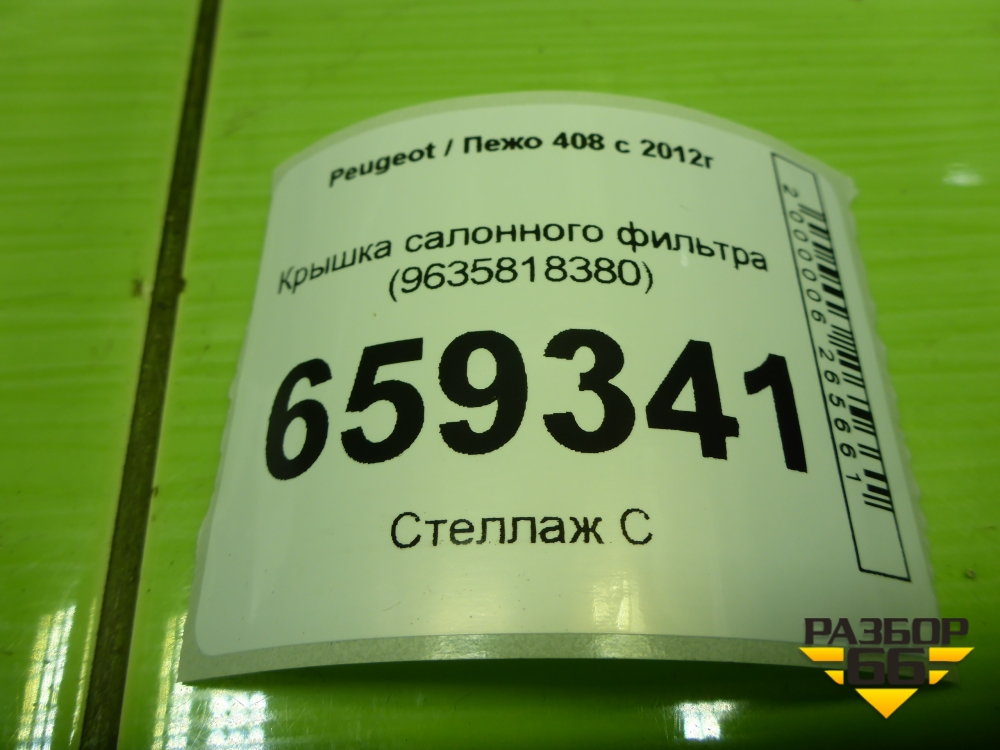 Peugeot / Пежо 408 с 2012г
Крышка салонного фильтра
(9635818380)
659341
Стеллаж С
2000006265661
РАЗБОР
66